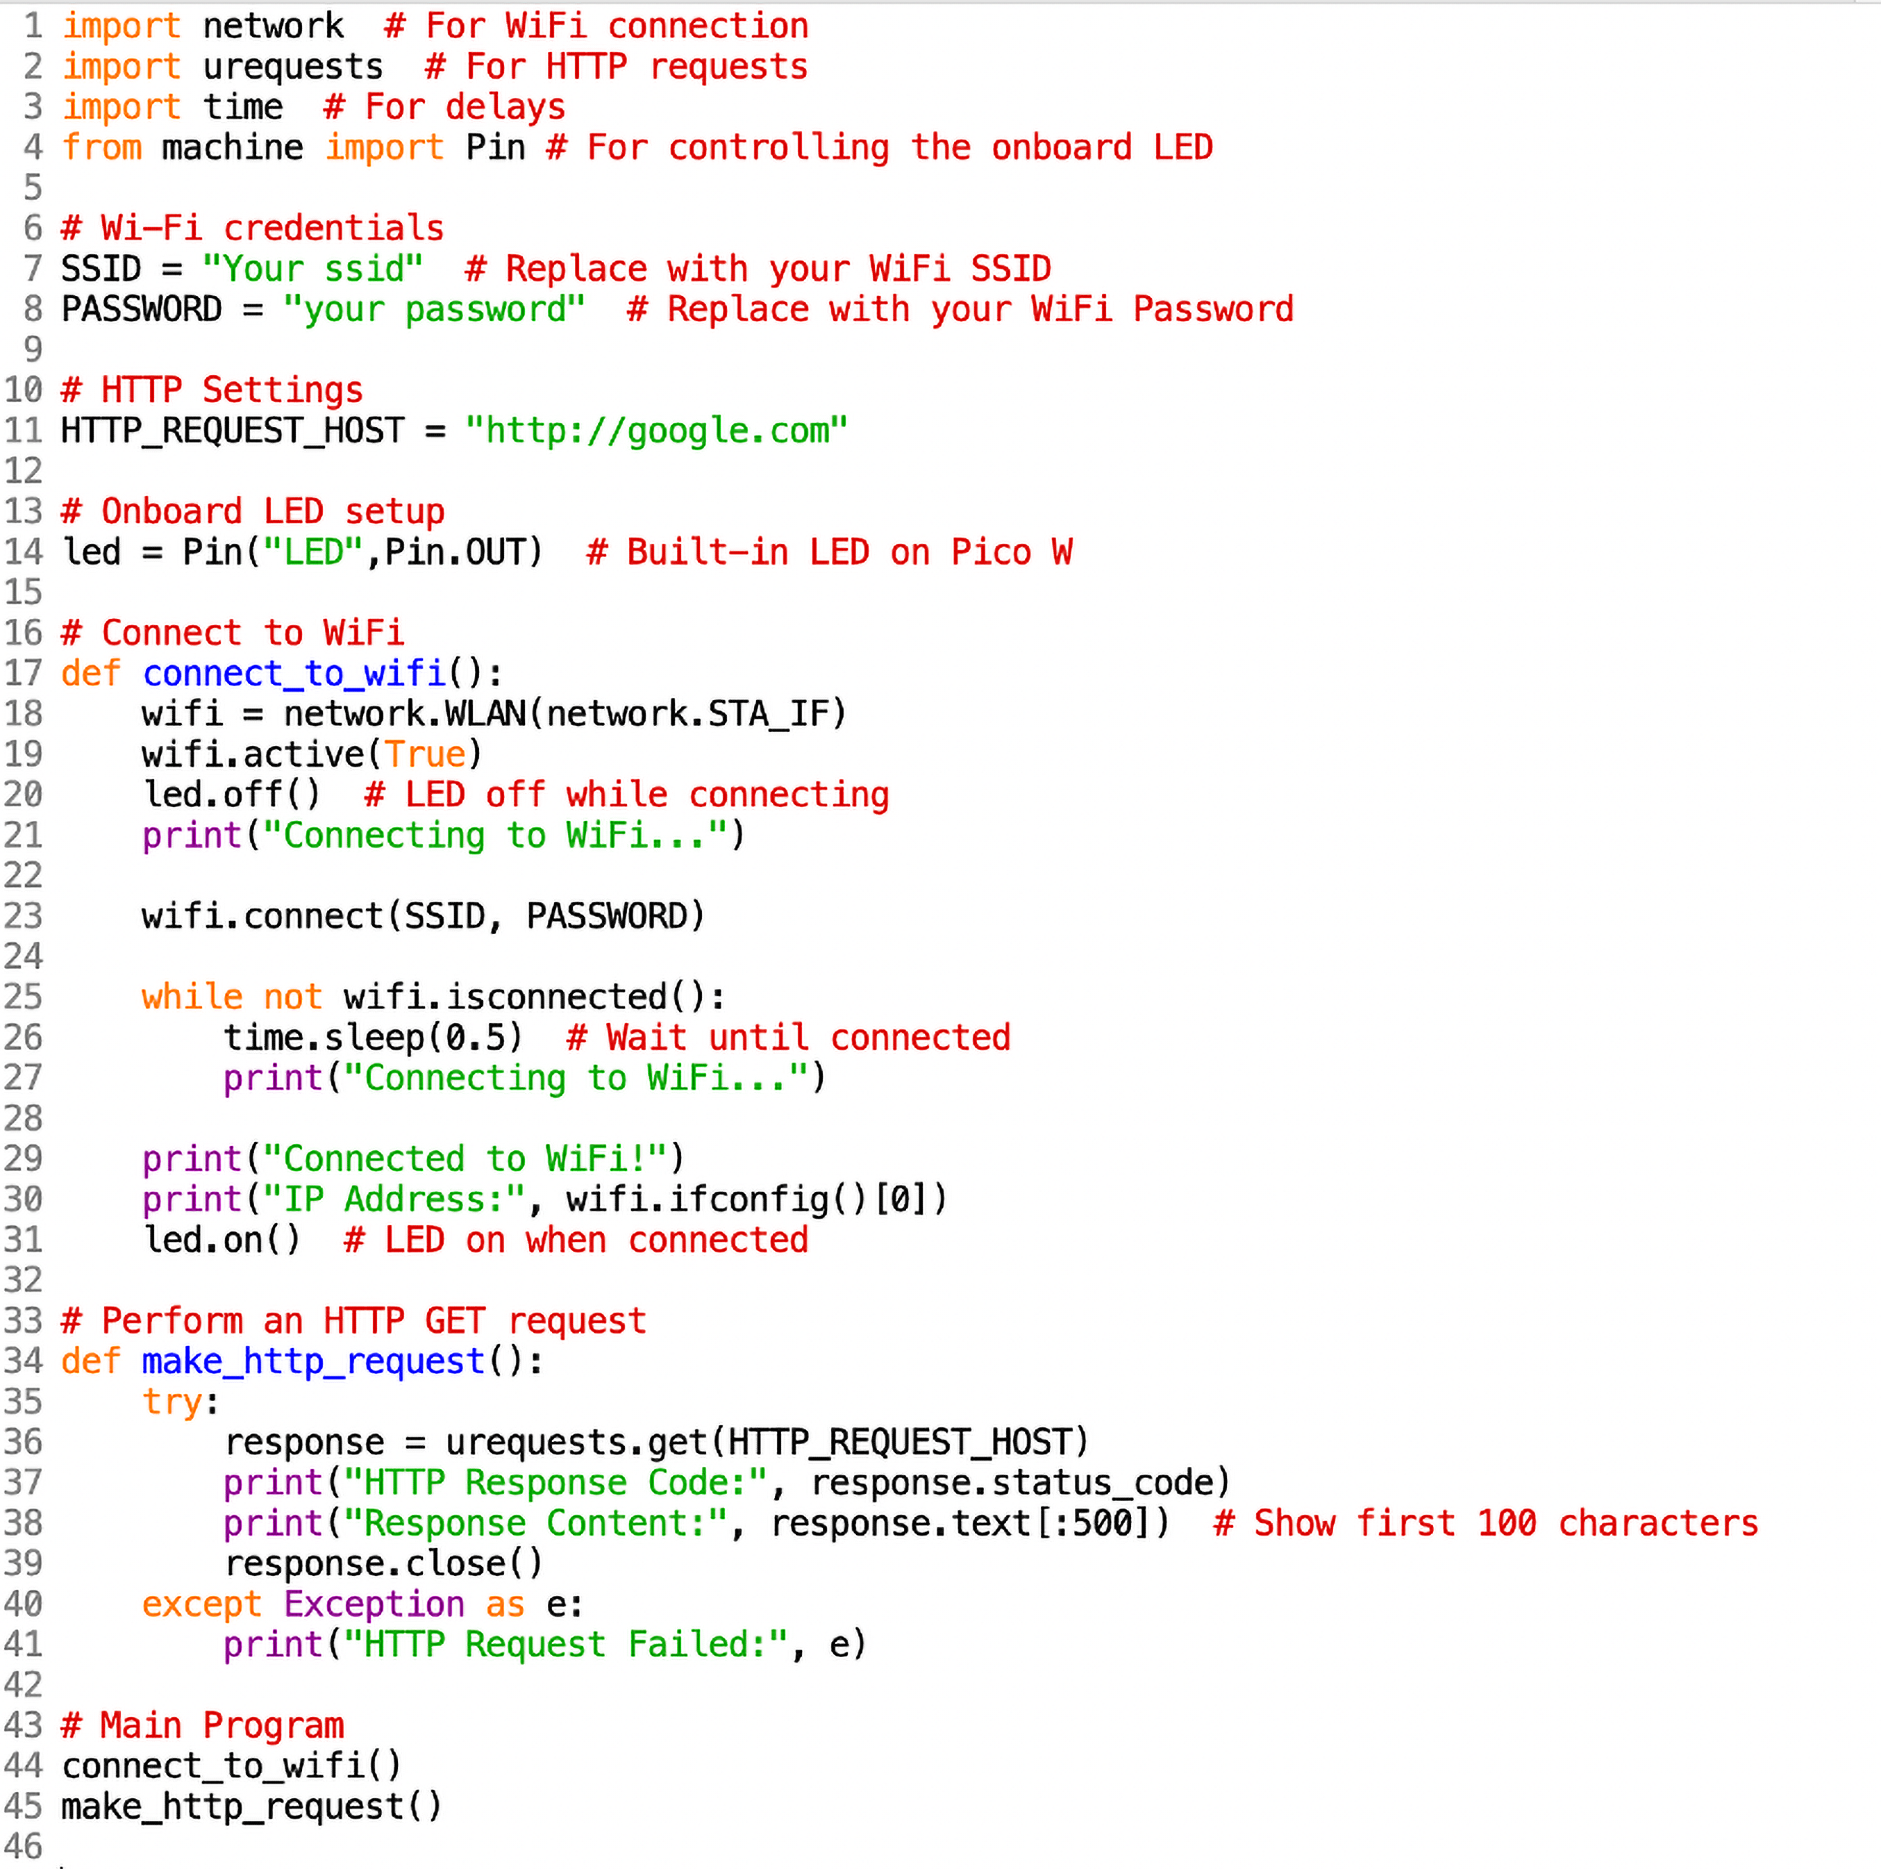 1 import network  # For WiFi connection
2 import urequests  # For HTTP requests
3 import time  # For delays
4 from machine import Pin # For controlling the onboard LED
5
6 # Wi-Fi credentials
7 SSID = "Your ssid"  # Replace with your WiFi SSID
8 PASSWORD = "your password"  # Replace with your WiFi Password
9
10 # HTTP Settings
11 HTTP_REQUEST_HOST = "http://google.com"
12
13 # Onboard LED setup
14 led = Pin("LED",Pin.OUT)  # Built-in LED on Pico W
15
16 # Connect to WiFi
17 def connect_to_wifi():
18     wifi = network.WLAN(network.STA_IF)
19     wifi.active(True)
20     led.off()  # LED off while connecting
21     print("Connecting to WiFi...")
22
23     wifi.connect(SSID, PASSWORD)
24
25     while not wifi.isconnected():
26         time.sleep(0.5)  # Wait until connected
27         print("Connecting to WiFi...")
28
29     print("Connected to WiFi!")
30     print("IP Address:", wifi.ifconfig()[0])
31     led.on()  # LED on when connected
32
33 # Perform an HTTP GET request
34 def make_http_request():
35     try:
36         response = urequests.get(HTTP_REQUEST_HOST)
37         print("HTTP Response Code:", response.status_code)
38         print("Response Content:", response.text[:500])  # Show first 100 characters
39         response.close()
40     except Exception as e:
41         print("HTTP Request Failed:", e)
42
43 # Main Program
44 connect_to_wifi()
45 make_http_request()
46